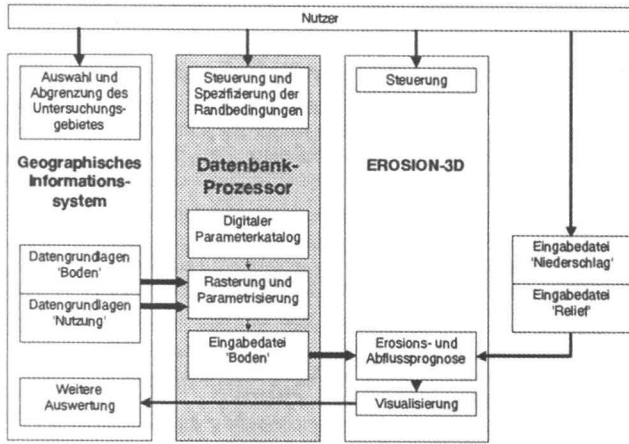 Nutzer
Auswahl und
Abgrenzung des
Untersuchungs-
gebietes
Geographisches
Informations-
system
Datengrundlagen
'Boden'
Datengrundlagen
'Nutzung'
Weitere
Auswertung
Steuerung und
Spezifizierung der
Randbedingungen
Datenbank-
Prozessor
Digitaler
Parameterkatalog
Rasterung und
Parametrisierung
Eingabedatei
'Boden'
Steuerung
EROSION-3D
Erosions- und
Abflussprognose
Visualisierung
Eingabedatei
'Niederschlag'
Eingabedatei
'Relief'